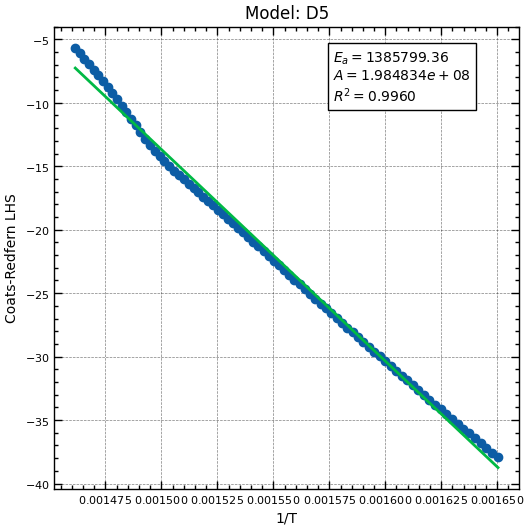 Model: D5
E_a = 1385799.36
A = 1.984834e + 08
R^2 = 0.9960
Coats-Redfern LHS
−5
−10
−15
−20
−25
−30
−35
−40
0.001475 0.001500 0.001525 0.001550 0.001575 0.001600 0.001625 0.001650
1/T